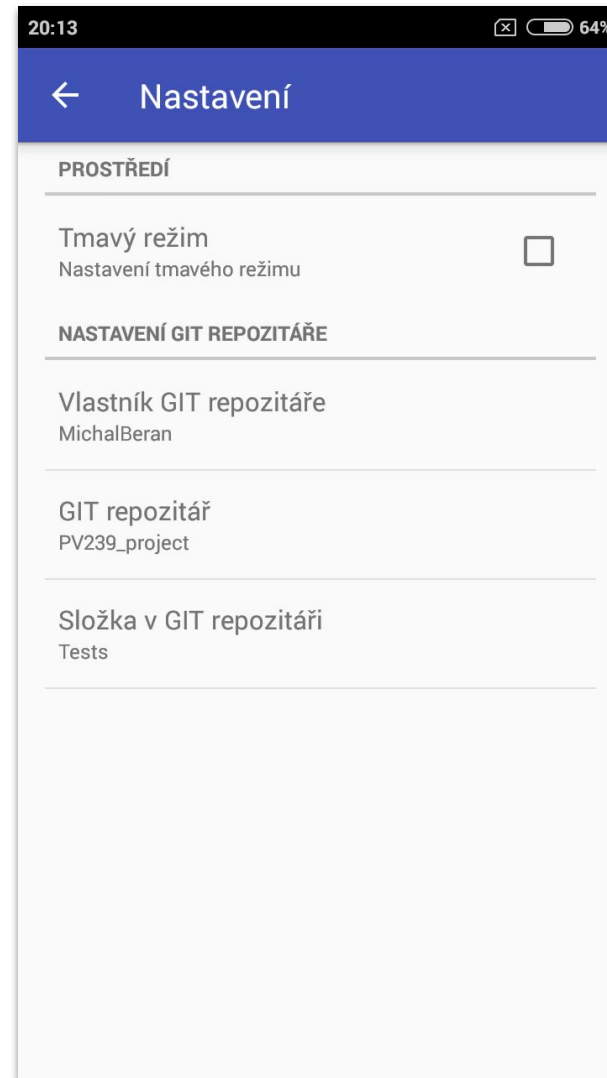 20:13
64%
Nastavení
PROSTŘEDÍ
Tmavý režim
Nastavení tmavého režimu
NASTAVENÍ GIT REPOZITÁŘE
Vlastník GIT repozitáře
MichalBeran
GIT repozitář
PV239_project
Složka v GIT repozitáři
Tests